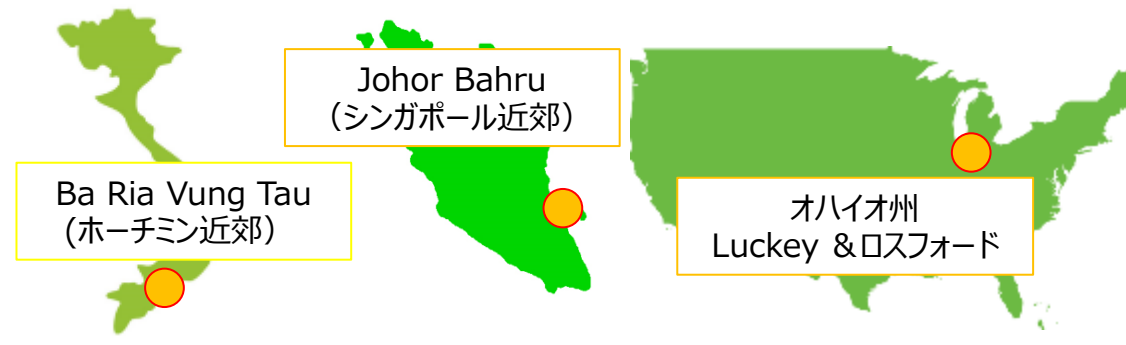 Ba Ria Vung Tau
(ホーチミン近郊）
Johor Bahru
（シンガポール近郊）
オハイオ州
Luckey ＆ロスフォード